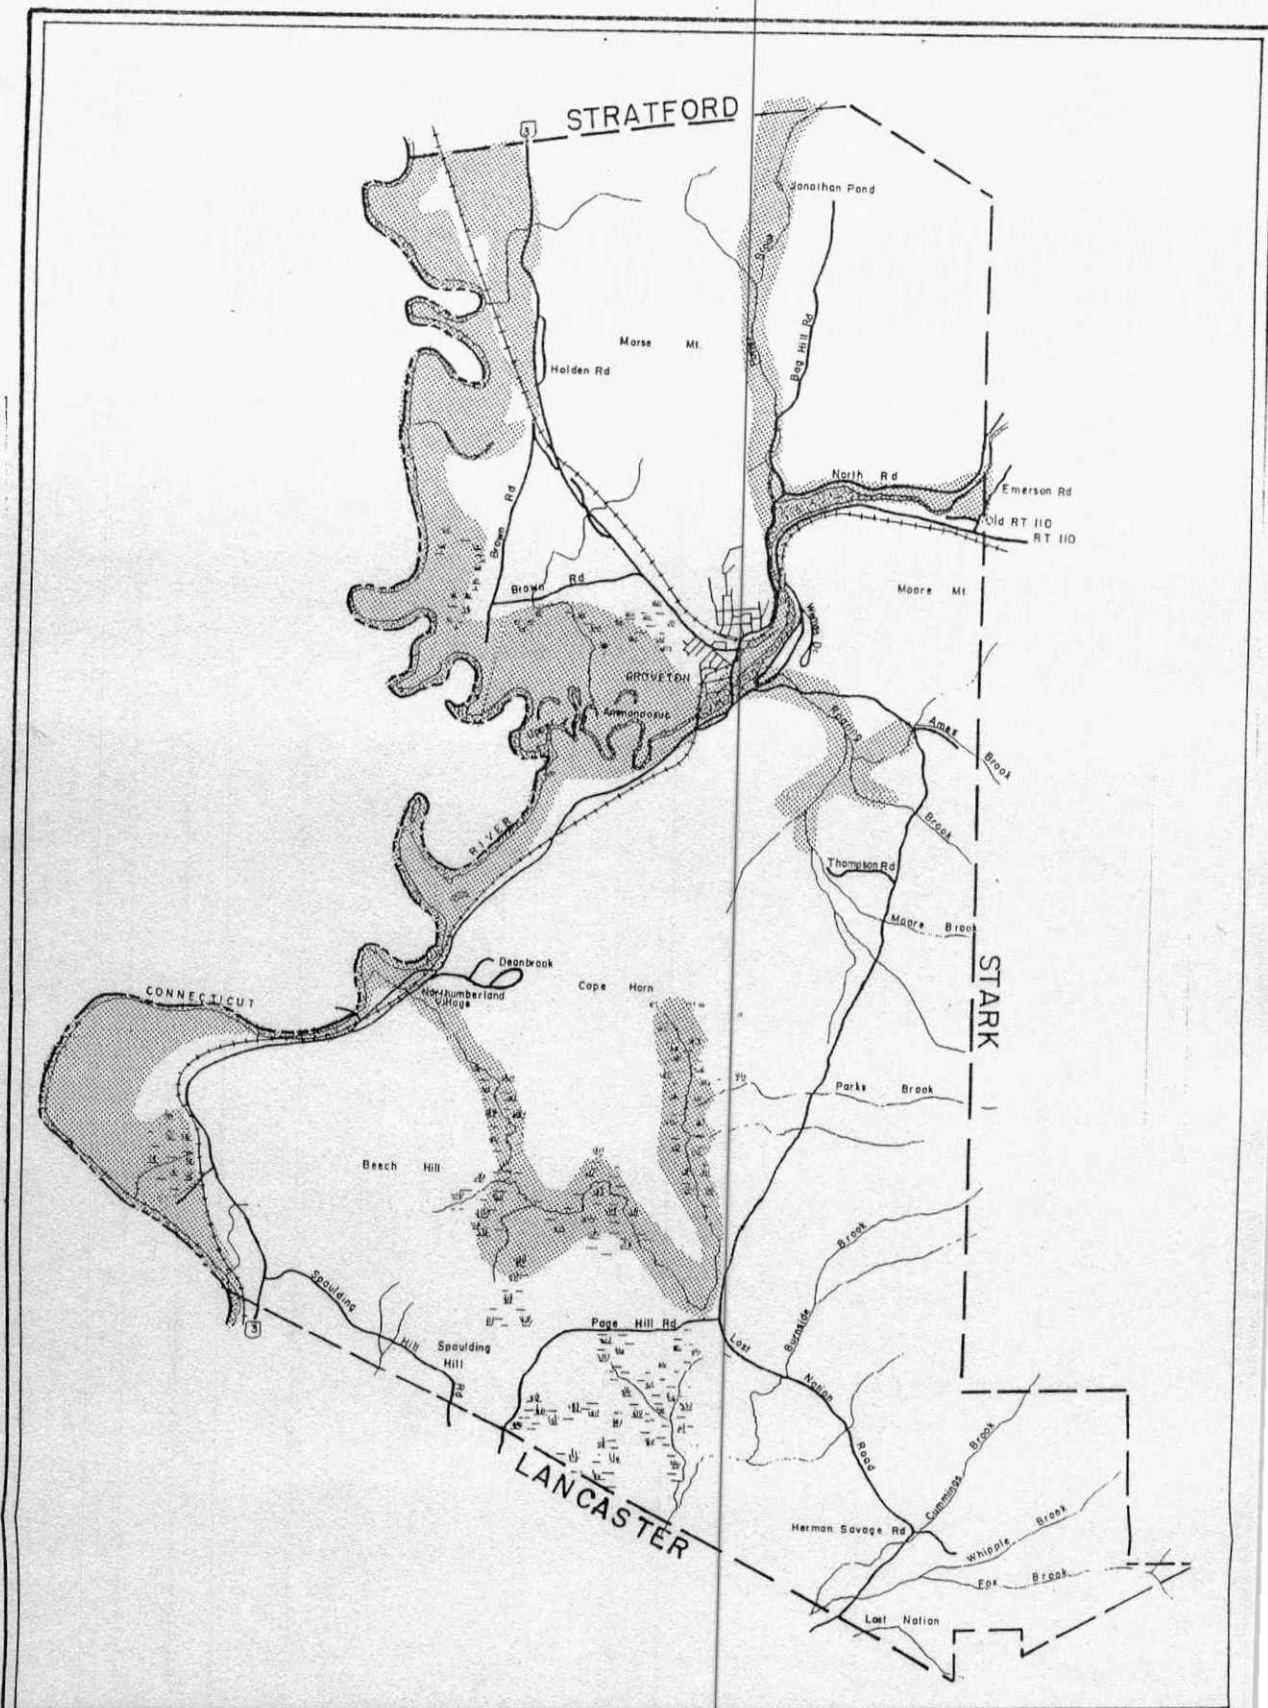 STRATFORD
3
Jonathan Pond
Morse Mt.
Bag Hill Rd
Holden Rd
North Rd
Emerson Rd
Old RT 110
RT 110
Brown Rd
Brown Rd
Moore Mt.
GROVETON
Ammonoosuc
Roaring
Ames
Brook
Brook
RIVER
Thompson Rd
Moore Brook
Deanbrook
STARK
CONNECTICUT
Northumberland
Village
Cape Horn
Parks Brook
Beech Hill
Brook
Burnside
Spaulding
Hill
Rd
3
Spaulding
Hill
Page Hill Rd
Lost
Nation
Road
LANCASTER
Cummings
Brook
Herman Savage Rd
Whipple Brook
Fox Brook
Lost Nation